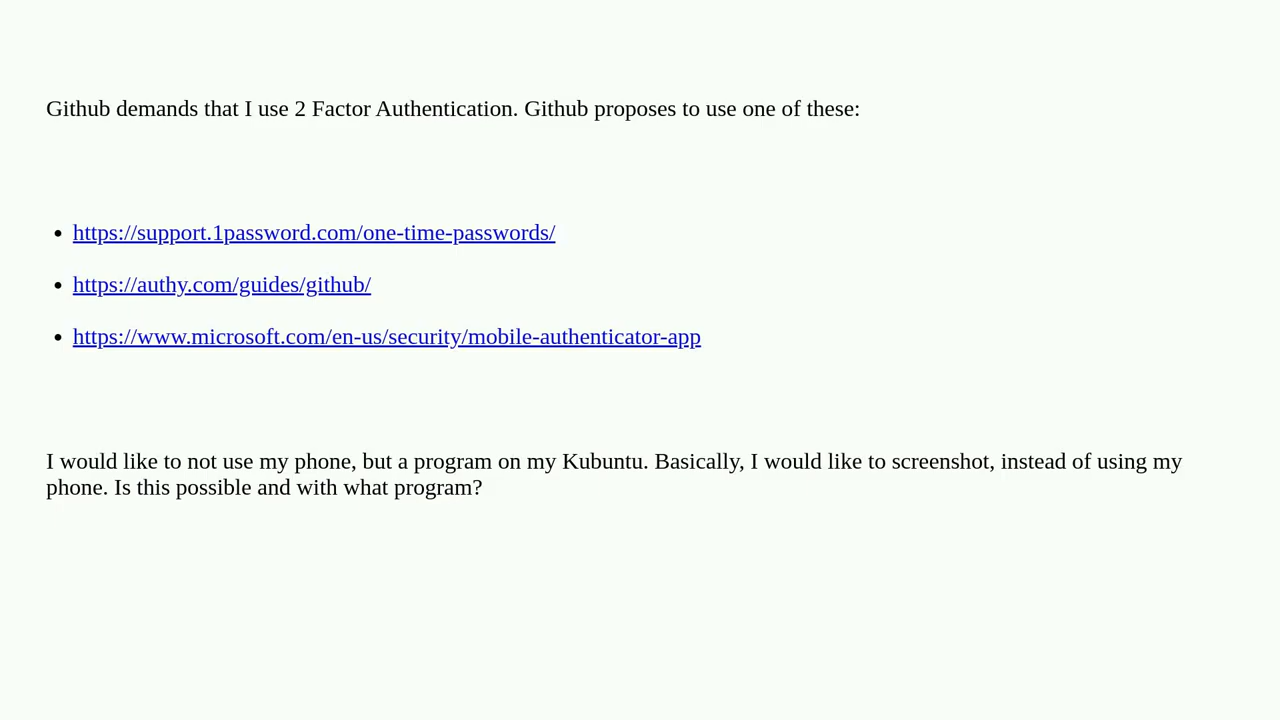 Github demands that I use 2 Factor Authentication. Github proposes to use one of these:
• https://support.1password.com/one-time-passwords/
• https://authy.com/guides/github/
• https://www.microsoft.com/en-us/security/mobile-authenticator-app
I would like to not use my phone, but a program on my Kubuntu. Basically, I would like to screenshot, instead of using my
phone. Is this possible and with what program?